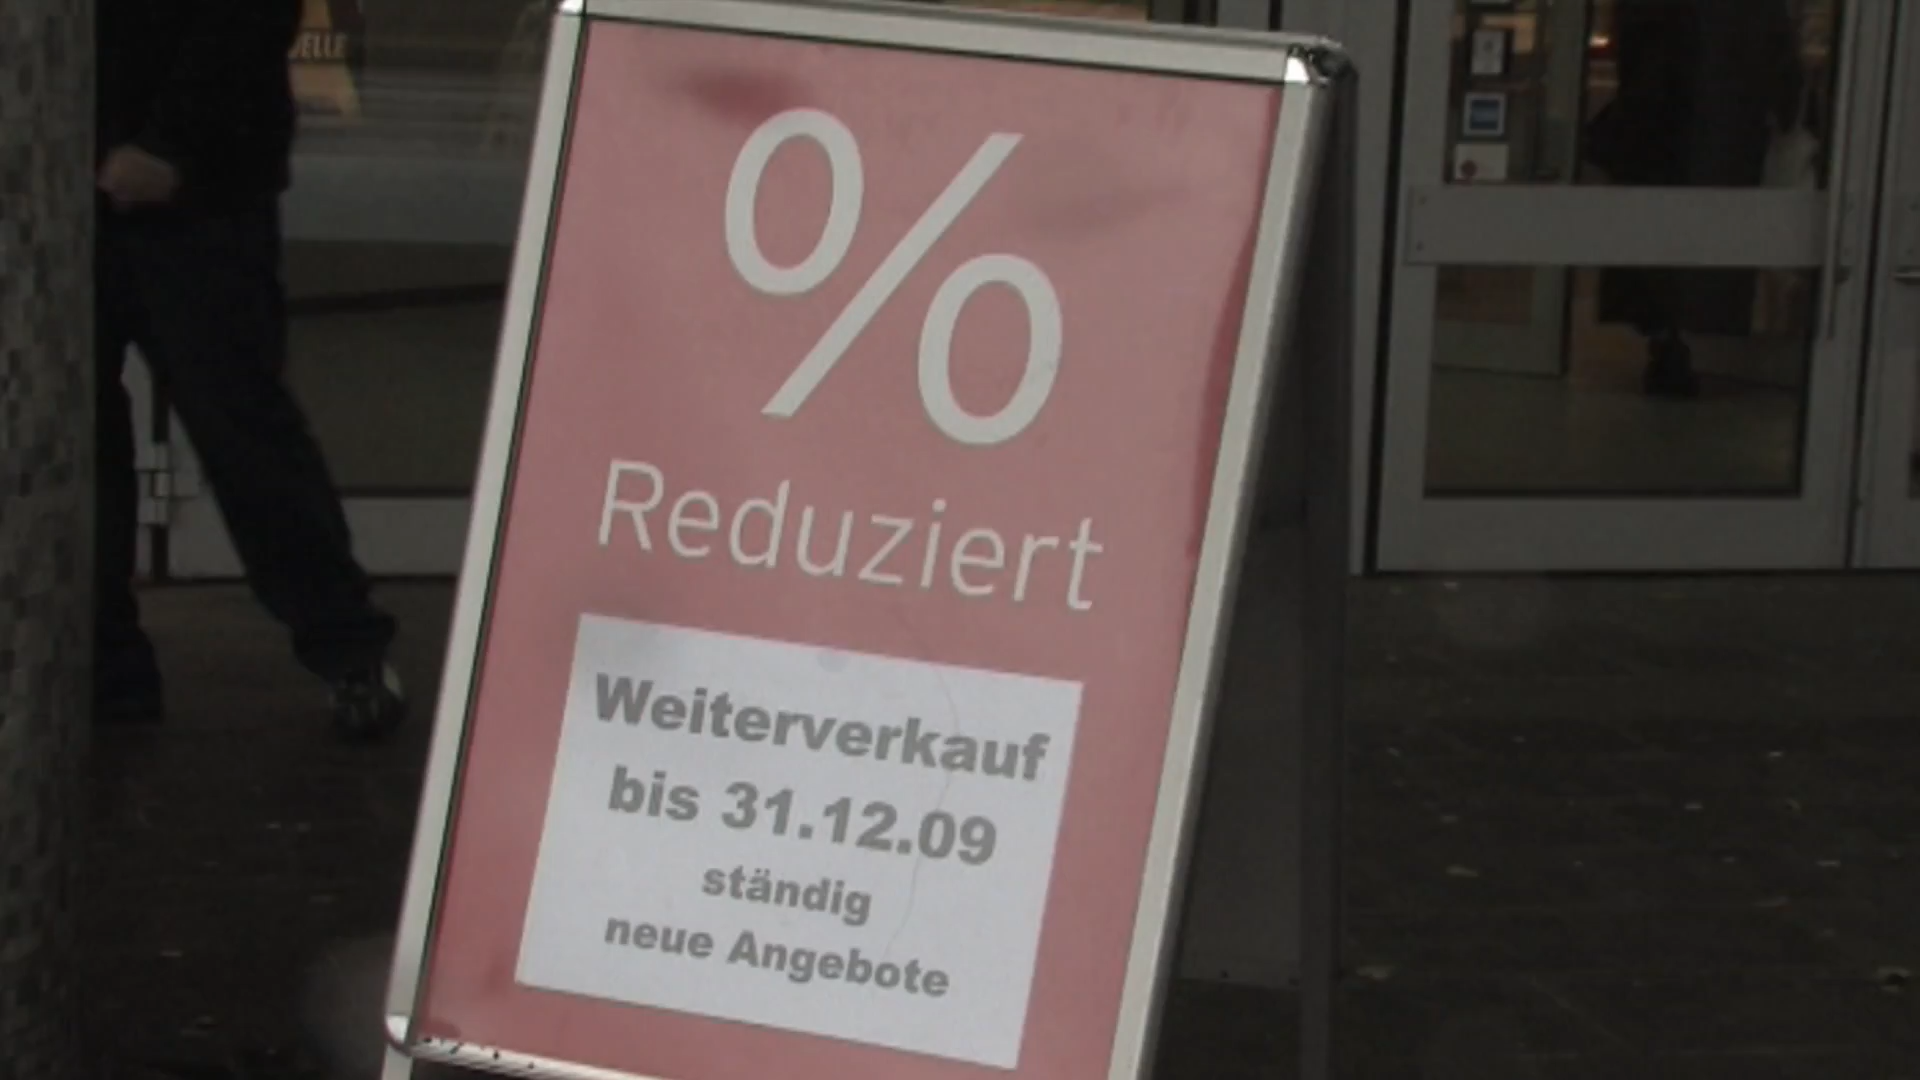 %
Reduziert
Weiterverkauf
bis 31.12.09
ständig
neue Angebote